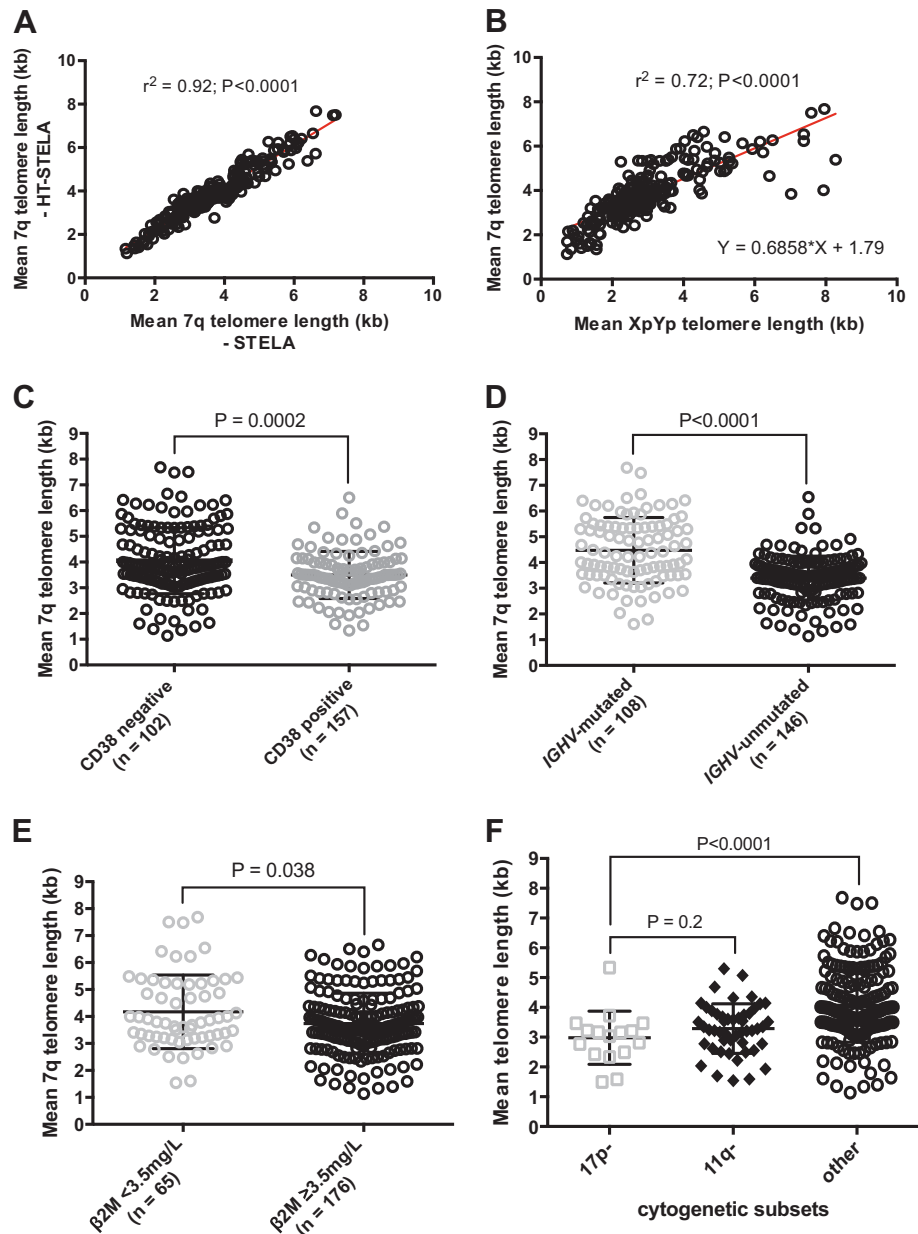 A
Mean 7q telomere length (kb)
- HT-STELA
10
8
6
4
2
0
r² = 0.92; P<0.0001
0 2 4 6 8 10
Mean 7q telomere length (kb)
- STELA
B
Mean 7q telomere length (kb)
10
8
6
4
2
0
r² = 0.72; P<0.0001
Y = 0.6858*X + 1.79
0 2 4 6 8 10
Mean XpYp telomere length (kb)
C
Mean 7q telomere length (kb)
9
8
7
6
5
4
3
2
1
0
P = 0.0002
CD38 negative
(n = 102)
CD38 positive
(n = 157)
D
Mean 7q telomere length (kb)
9
8
7
6
5
4
3
2
1
0
P<0.0001
IGHV-mutated
(n = 108)
IGHV-unmutated
(n = 146)
E
Mean 7q telomere length (kb)
9
8
7
6
5
4
3
2
1
0
P = 0.038
β2M <3.5mg/L
(n = 65)
β2M ≥3.5mg/L
(n = 176)
F
Mean telomere length (kb)
9
8
7
6
5
4
3
2
1
0
P<0.0001
P = 0.2
17p-
11q-
other
cytogenetic subsets